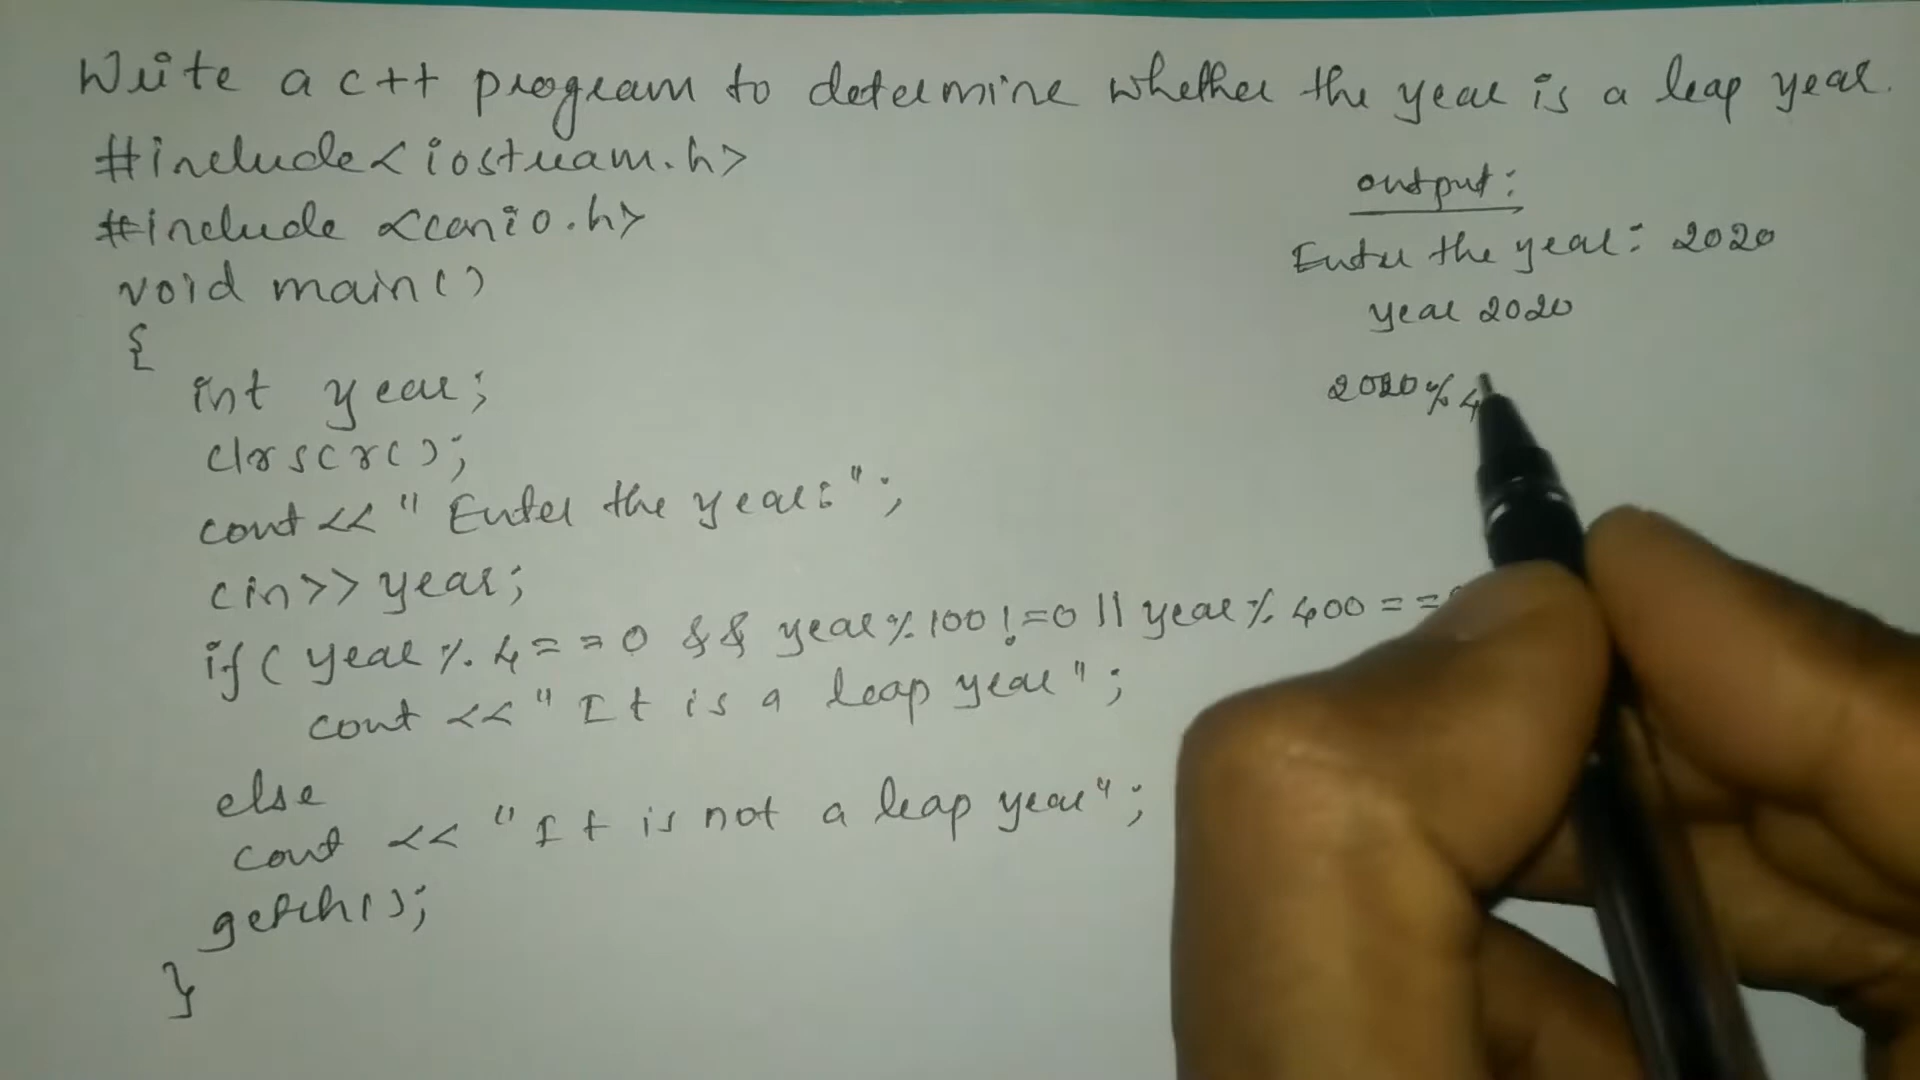 Write a c++ program to determine whether the year is a leap year.
#include<iostream.h>
#include <conio.h>
void main()
{
int year;
clrscr();
cout<<"Enter the year:";
cin>>year;
if(year%4==0 && year%100!=0 || year%400==
cout<<"It is a leap year";
else
cout <<"It is not a leap year";
getch();
}
output:
Enter the year: 2020
year 2020
2020%4